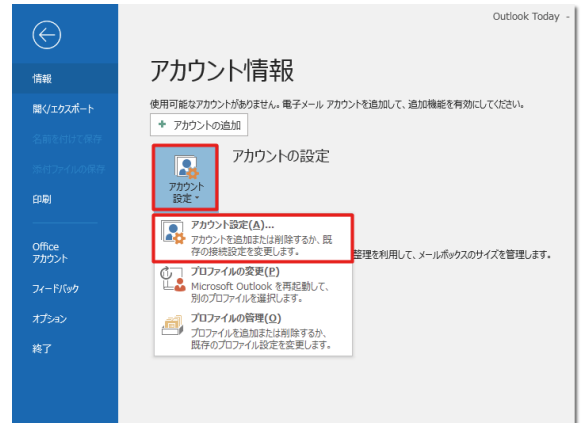 Outlook Today -
情報
開く/エクスポート
名前を付けて保存
添付ファイルの保存
印刷
Office
アカウント
フィードバック
オプション
終了
アカウント情報
使用可能なアカウントがありません。電子メール アカウントを追加して、追加機能を有効にしてください。
+ アカウントの追加
アカウント
設定
アカウントの設定
アカウント設定(A)...
アカウントを追加または削除するか、既
存の接続設定を変更します。
整理を利用して、メールボックスのサイズを管理します。
プロファイルの変更(P)
Microsoft Outlook を再起動して、
別のプロファイルを選択します。
プロファイルの管理(O)
プロファイルを追加または削除するか、
既存のプロファイル設定を変更します。